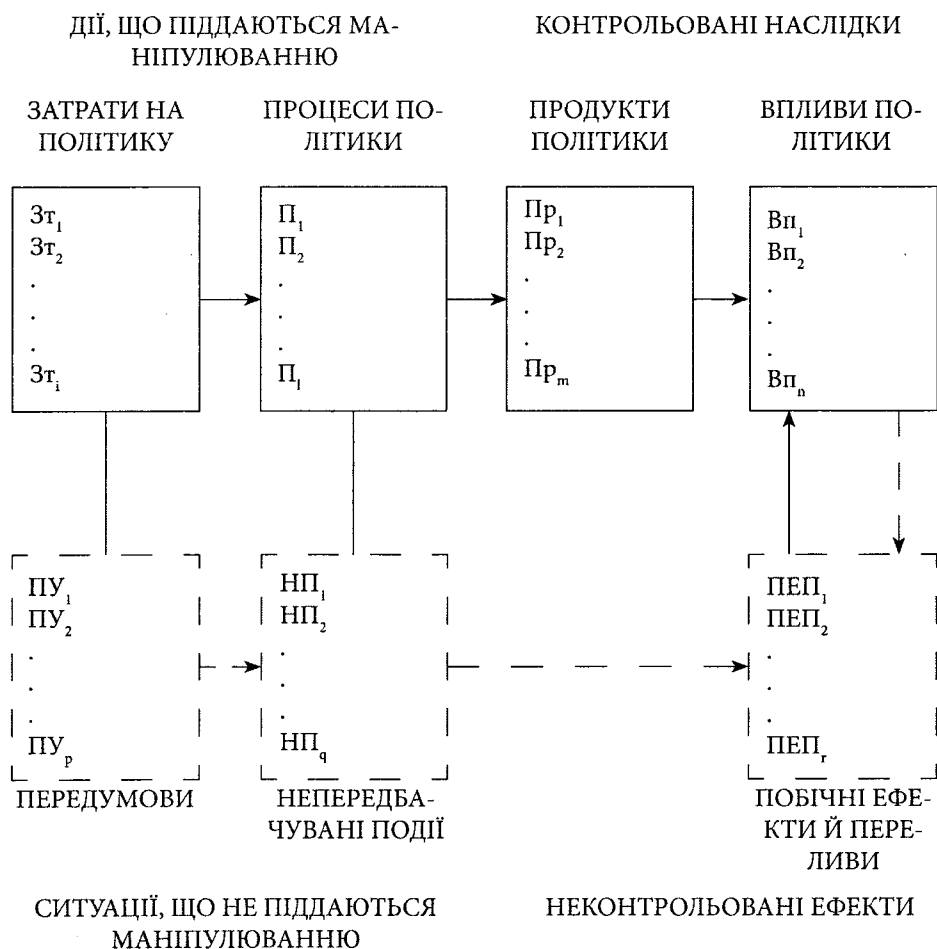 ДІЇ, ЩО ПІДДАЮТЬСЯ МА-
НІПУЛЮВАННЮ
КОНТРОЛЬОВАНІ НАСЛІДКИ
ЗАТРАТИ НА
ПОЛІТИКУ
ПРОЦЕСИ ПО-
ЛІТИКИ
ПРОДУКТИ
ПОЛІТИКИ
ВПЛИВИ ПО-
ЛІТИКИ
Зт₁
Зт₂
.
.
.
Зтᵢ
П₁
П₂
.
.
.
Пⱼ
Пр₁
Пр₂
.
.
.
Прₘ
Вп₁
Вп₂
.
.
.
Впₙ
ПУ₁
ПУ₂
.
.
.
ПУₚ
НП₁
НП₂
.
.
.
НПq
ПЕП₁
ПЕП₂
.
.
.
ПЕПᵣ
ПЕРЕДУМОВИ
НЕПЕРЕДБА-
ЧУВАНІ ПОДІЇ
ПОБІЧНІ ЕФЕ-
КТИ Й ПЕРЕ-
ЛИВИ
СИТУАЦІЇ, ЩО НЕ ПІДДАЮТЬСЯ
МАНІПУЛЮВАННЮ
НЕКОНТРОЛЬОВАНІ ЕФЕКТИ